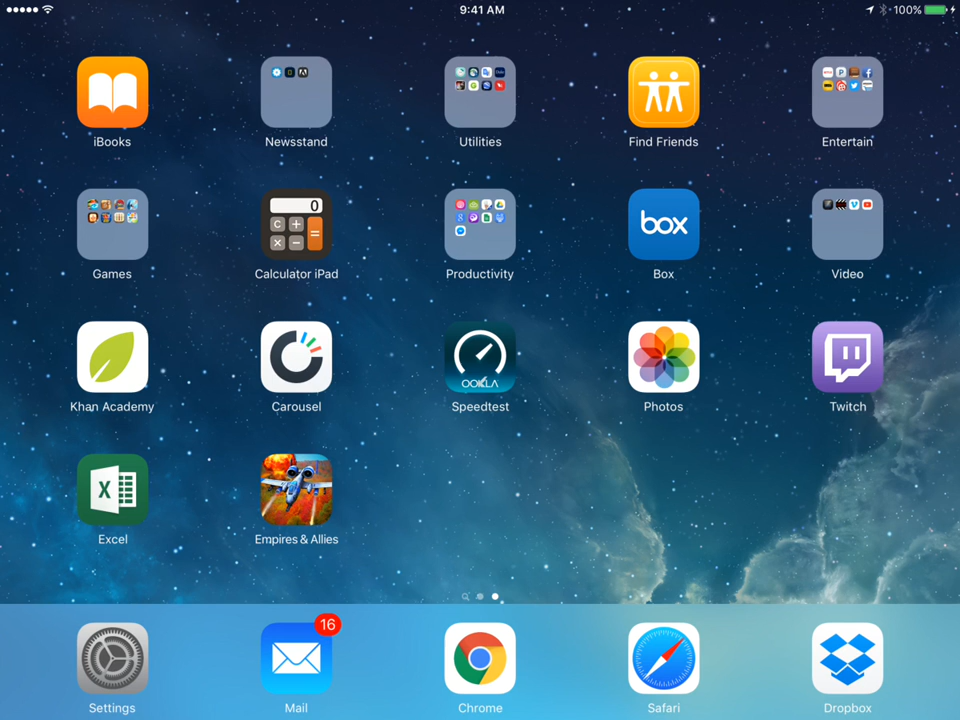 9:41 AM
100%
iBooks
Newsstand
Utilities
Find Friends
Entertain
0
C + = × −
box
Games
Calculator iPad
Productivity
Box
Video
OOKLA
Khan Academy
Carousel
Speedtest
Photos
Twitch
X
Excel
Empires & Allies
16
Settings
Mail
Chrome
Safari
Dropbox